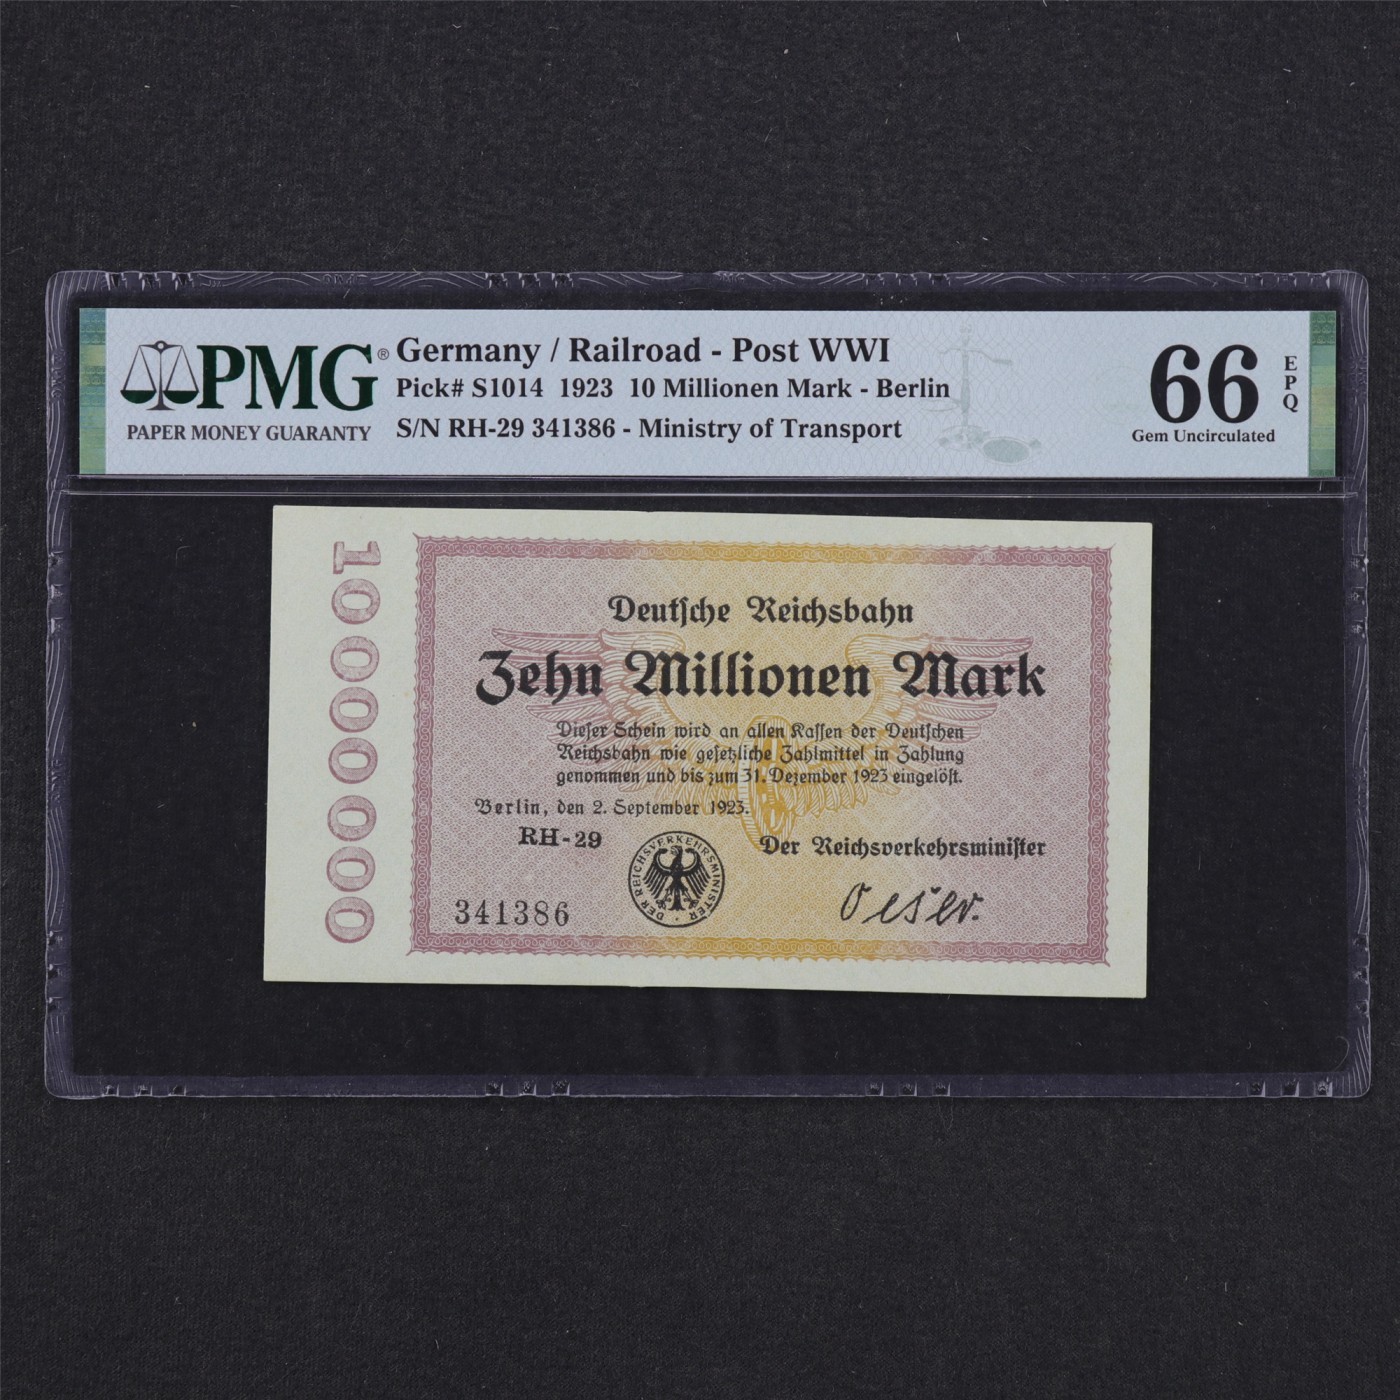 PMG®
PAPER MONEY GUARANTY
Germany / Railroad - Post WWI
Pick# S1014 1923 10 Millionen Mark - Berlin
S/N RH-29 341386 - Ministry of Transport
66
EPQ
Gem Uncirculated
10000000
Deutſche Reichsbahn
Zehn Millionen Mark
Dieſer Schein wird an allen Kaſſen der Deutſchen
Reichsbahn wie geſetzliche Zahlmittel in Zahlung
genommen und bis zum 31. Dezember 1923 eingelöſt.
Berlin, den 2. September 1923.
RH-29
Der Reichsverkehrsminiſter
DER REICHSVERKEHRSMINISTER
341386
Oeser.